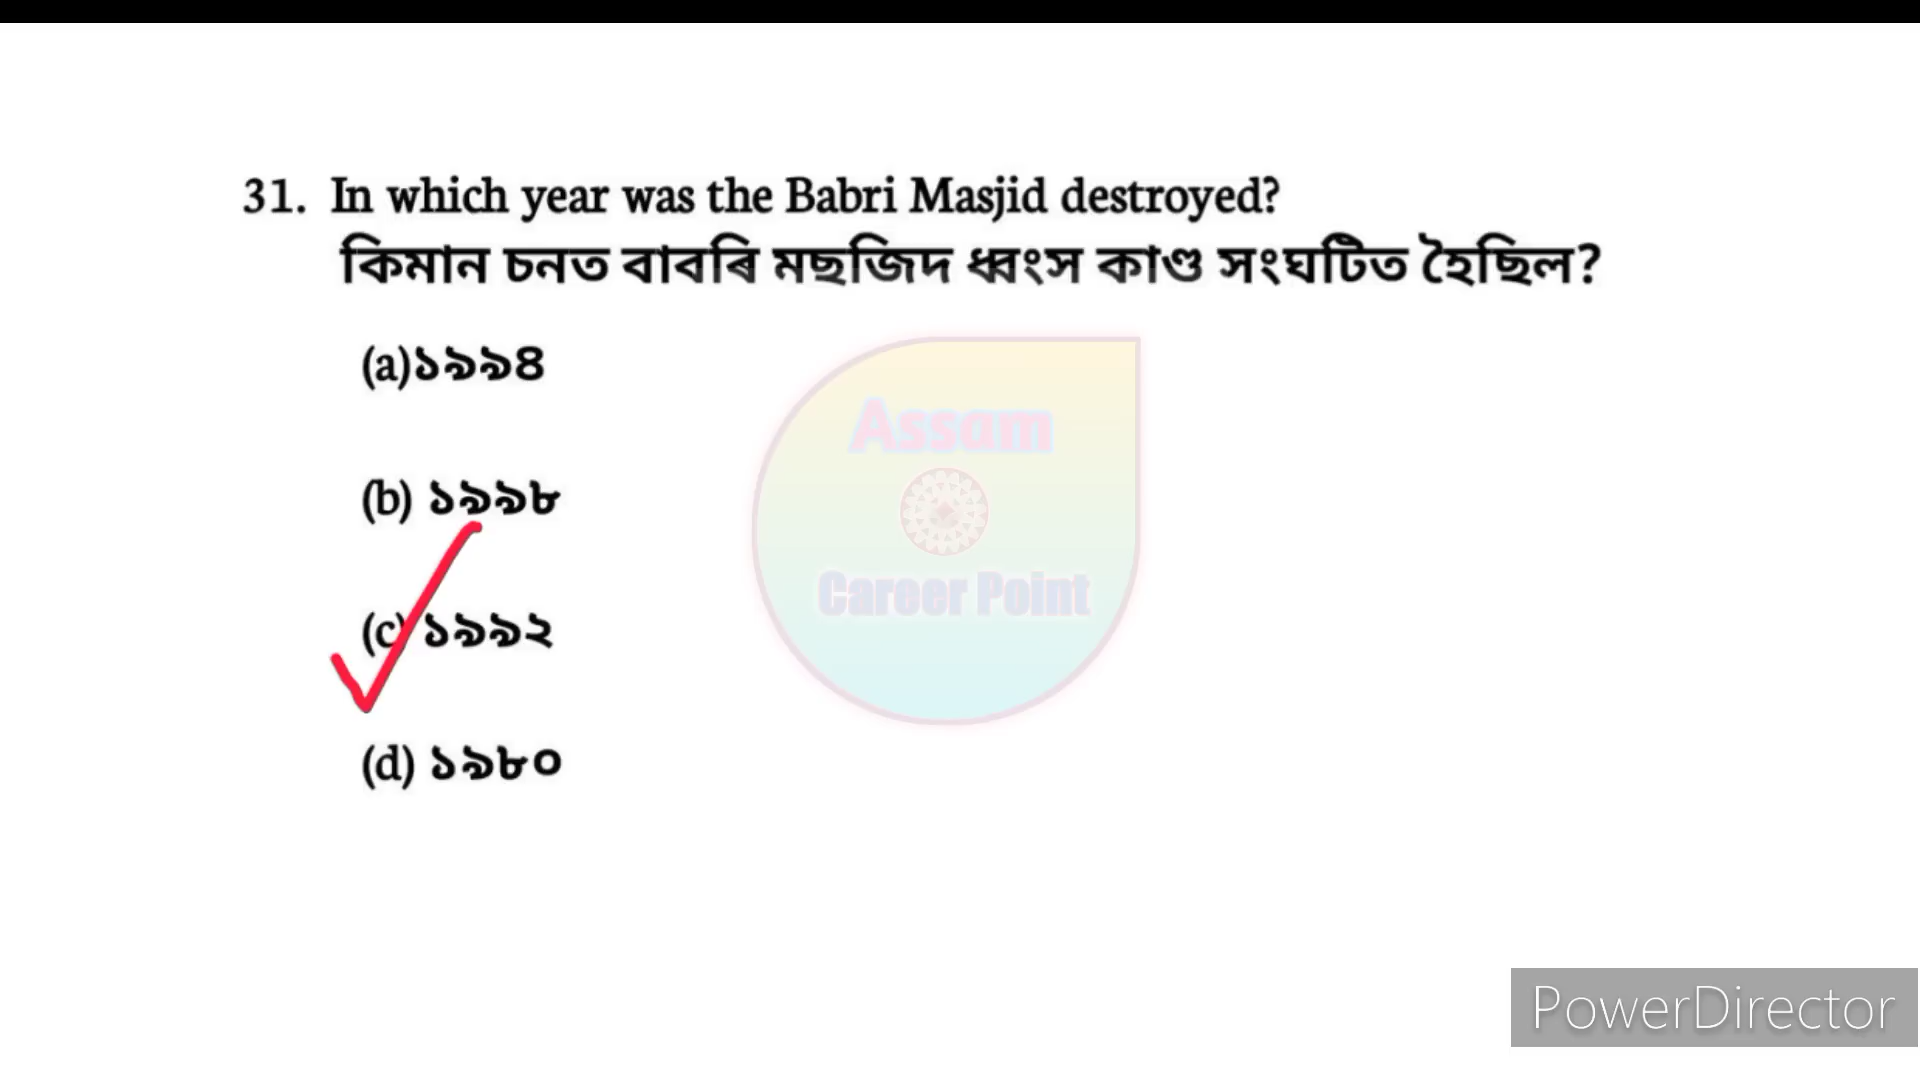 31. In which year was the Babri Masjid destroyed?
কিমান চনত বাবৰি মছজিদ ধ্বংস কাণ্ড সংঘটিত হৈছিল?
(a)১৯৯৪
(b) ১৯৯৮
(c) ১৯৯২
(d) ১৯৮০
Assam
Career Point
PowerDirector